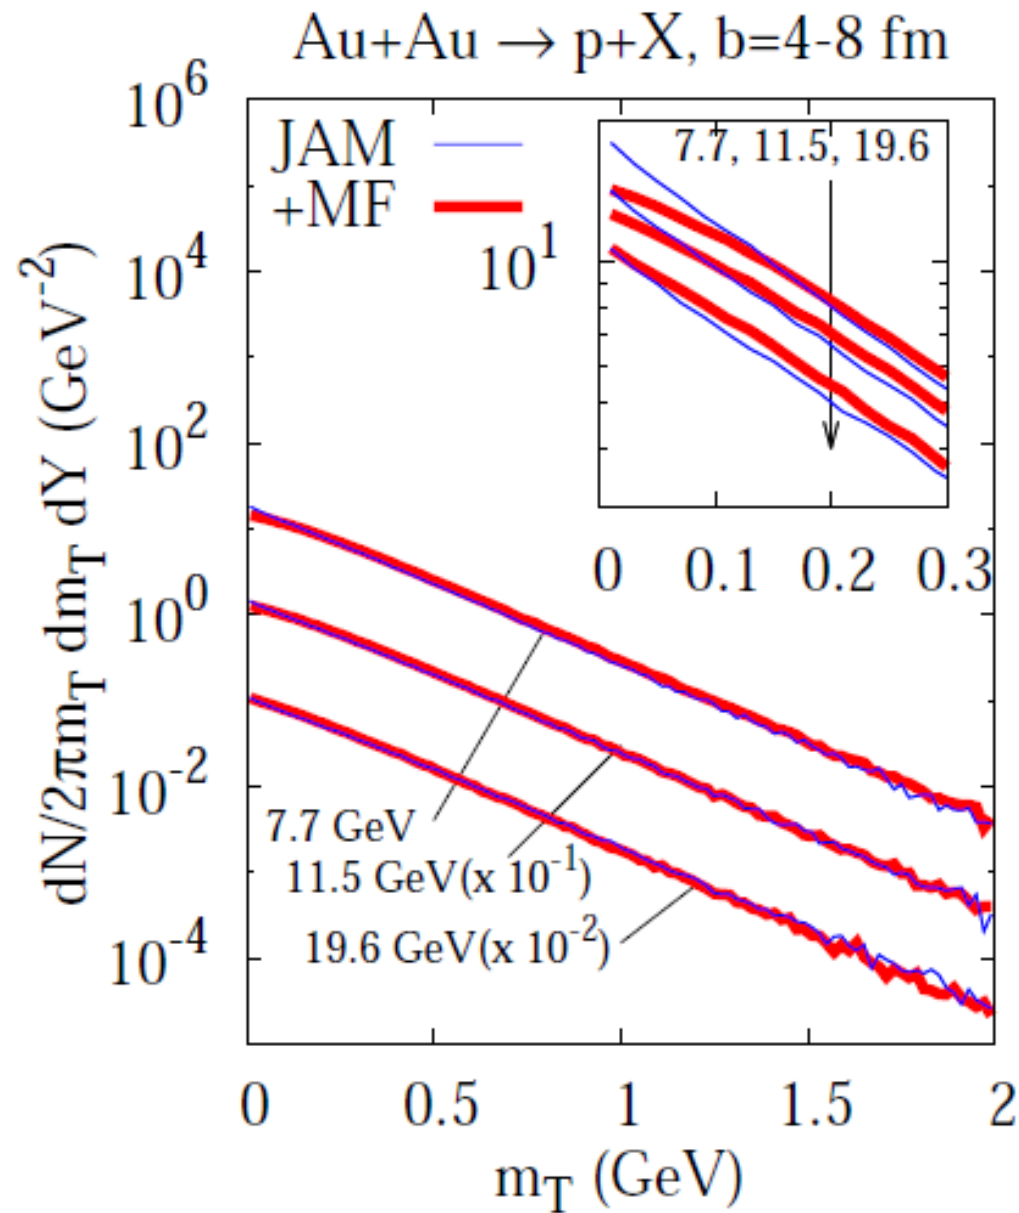 Au+Au → p+X, b=4-8 fm
dN/2πm_T dm_T dY (GeV^-2)
10^6
10^4
10^2
10^0
10^-2
10^-4
JAM
+MF
7.7, 11.5, 19.6
10^1
0 0.1 0.2 0.3
7.7 GeV
11.5 GeV(x 10^-1)
19.6 GeV(x 10^-2)
0 0.5 1 1.5 2
m_T (GeV)